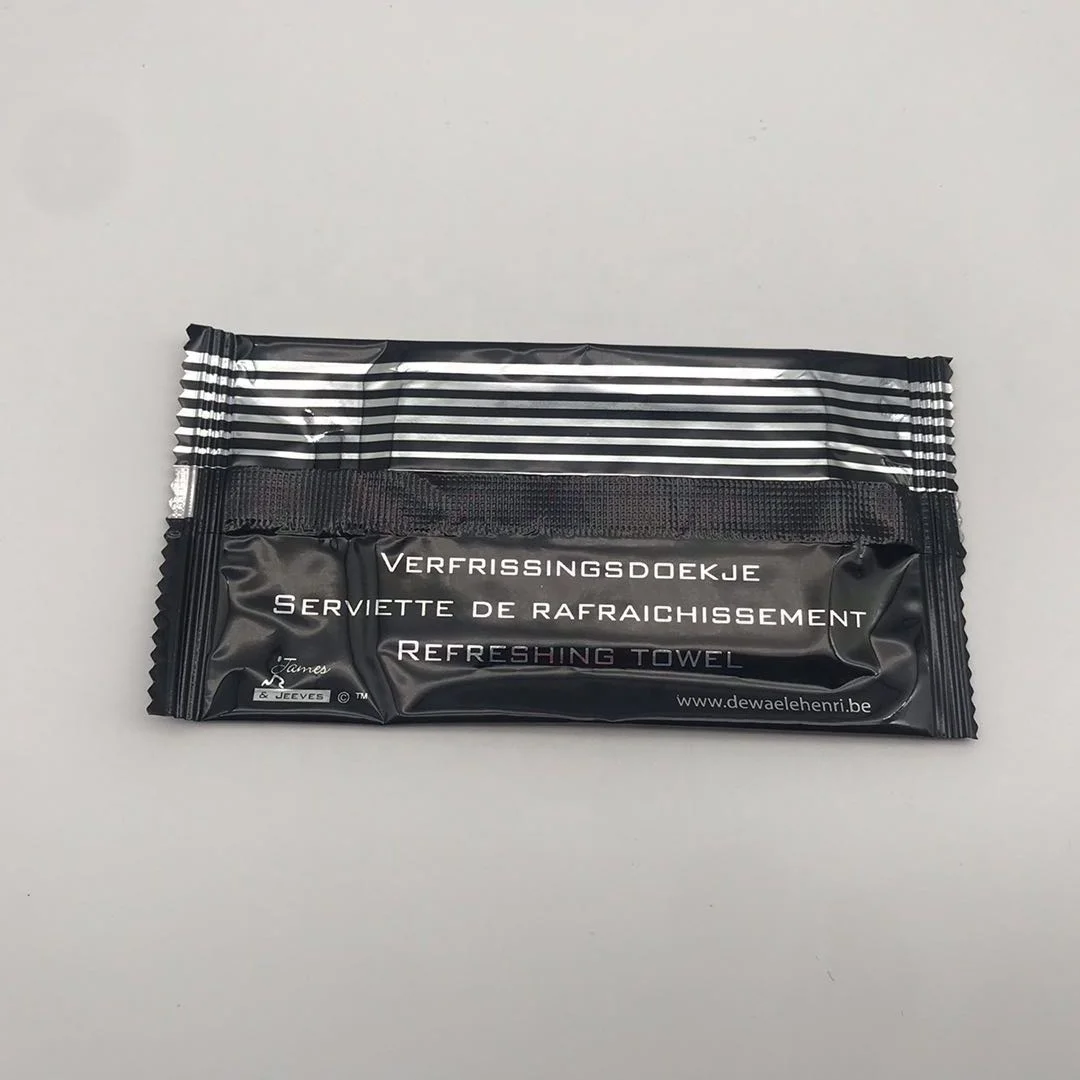 VERFRISSINGSDOEKJE
SERVIETTE DE RAFRAICHISSEMENT
REFRESHING TOWEL
James
& JEEVES © ™
www.dewaelehenri.be